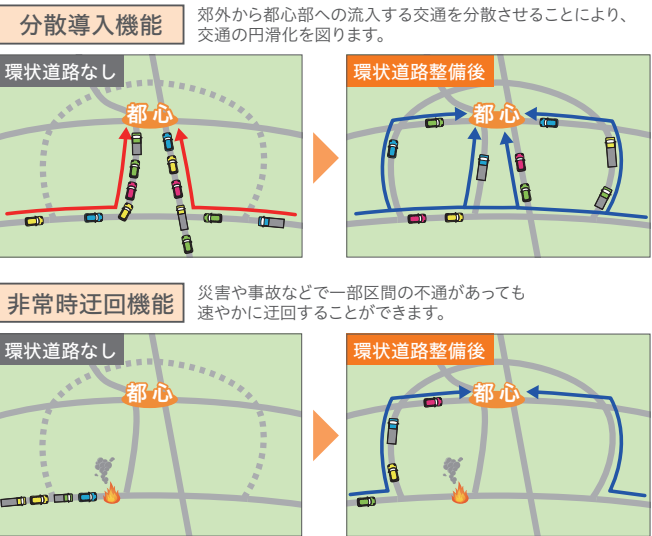 分散導入機能
郊外から都心部への流入する交通を分散させることにより、
交通の円滑化を図ります。
環状道路なし
都心
環状道路整備後
都心
非常時迂回機能
災害や事故などで一部区間の不通があっても
速やかに迂回することができます。
環状道路なし
都心
環状道路整備後
都心